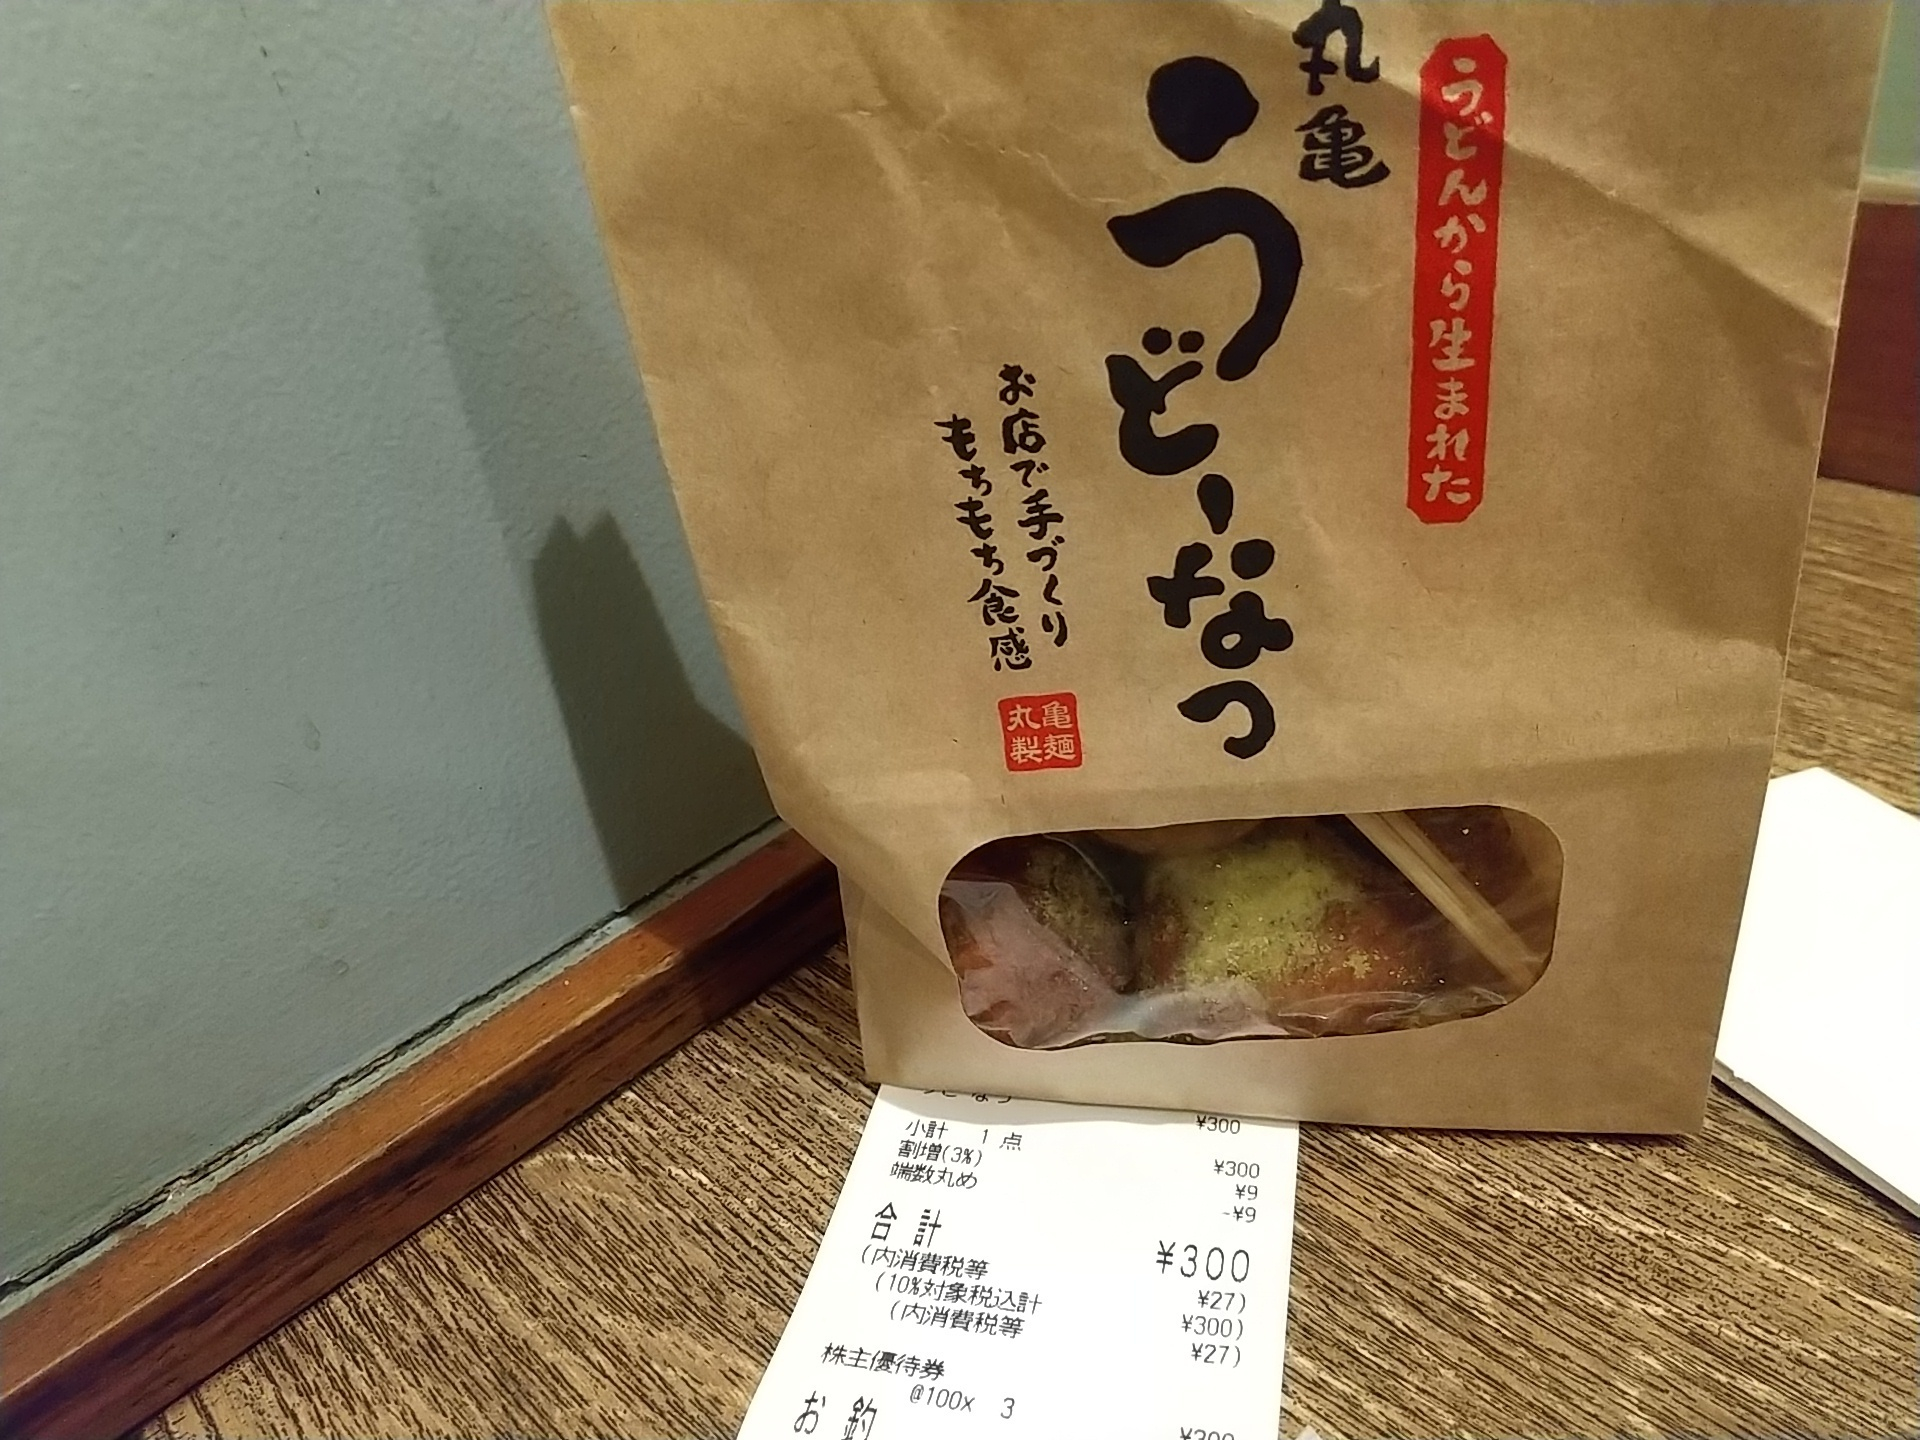 うどんから生まれた
丸亀
うどーなつ
お店で手づくり
もちもち食感
丸亀
製麺
¥300
小計 1点 ¥300
割増(3%) ¥9
端数丸め -¥9
合計 ¥300
(内消費税等 ¥27)
(10%対象税込計 ¥300)
(内消費税等 ¥27)
株主優待券
@100x 3 ¥300
お釣